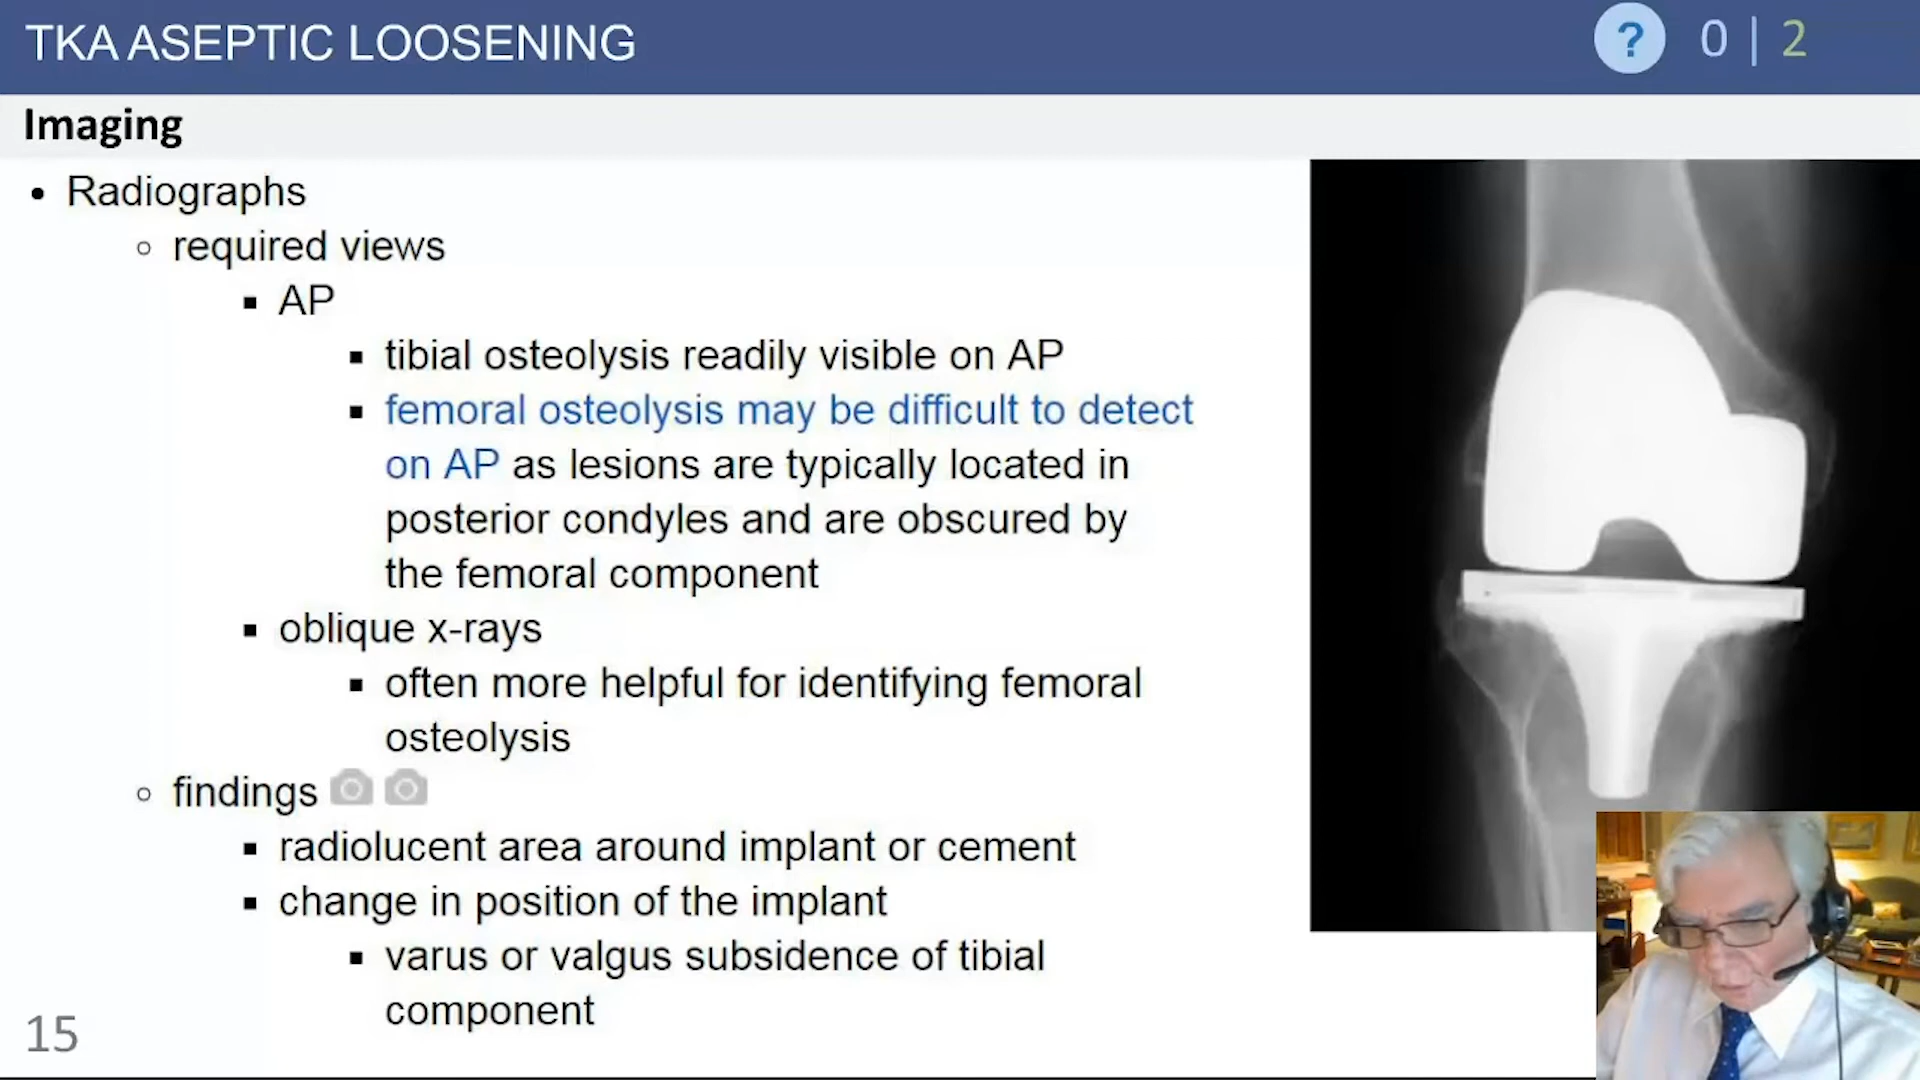 TKA ASEPTIC LOOSENING
? 0 | 2
Imaging
• Radiographs
○ required views
▪ AP
▪ tibial osteolysis readily visible on AP
▪ femoral osteolysis may be difficult to detect
on AP as lesions are typically located in
posterior condyles and are obscured by
the femoral component
▪ oblique x-rays
▪ often more helpful for identifying femoral
osteolysis
○ findings
▪ radiolucent area around implant or cement
▪ change in position of the implant
▪ varus or valgus subsidence of tibial
component
15